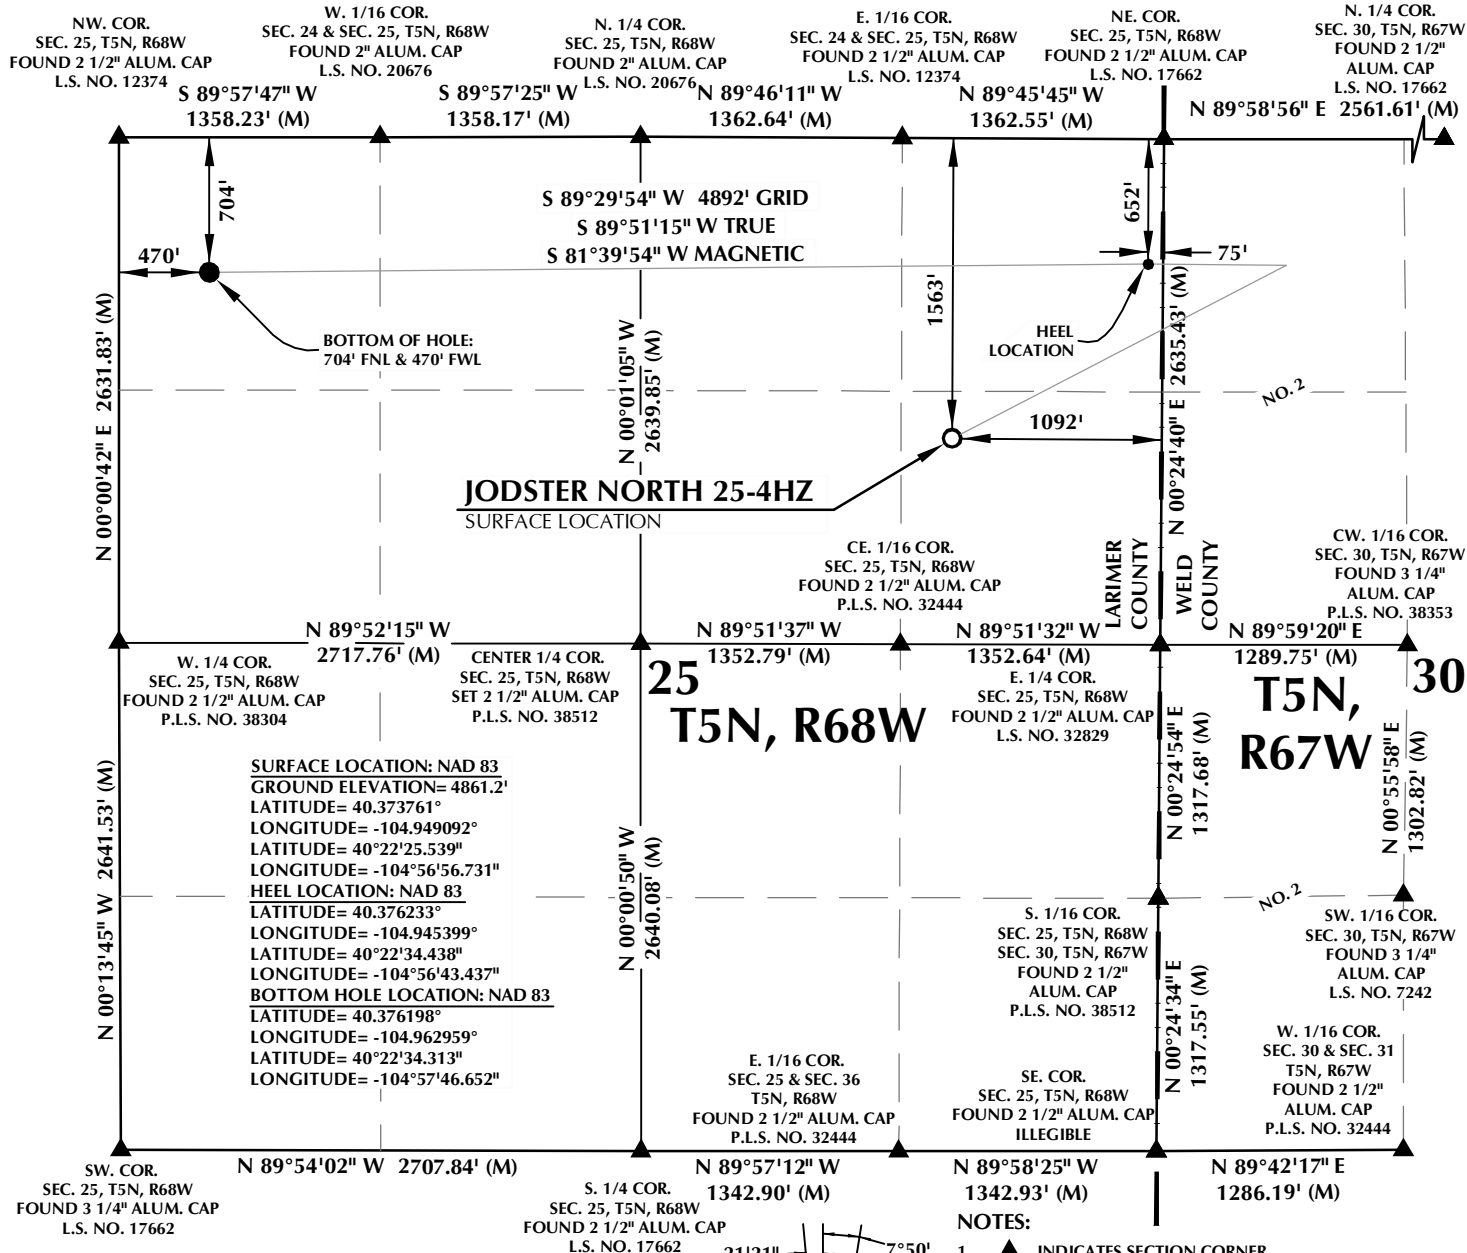 NW. COR.
SEC. 25, T5N, R68W
FOUND 2 1/2" ALUM. CAP
L.S. NO. 12374
W. 1/16 COR.
SEC. 24 & SEC. 25, T5N, R68W
FOUND 2" ALUM. CAP
L.S. NO. 20676
N. 1/4 COR.
SEC. 25, T5N, R68W
FOUND 2" ALUM. CAP
L.S. NO. 20676
E. 1/16 COR.
SEC. 24 & SEC. 25, T5N, R68W
FOUND 2 1/2" ALUM. CAP
L.S. NO. 12374
NE. COR.
SEC. 25, T5N, R68W
FOUND 2 1/2" ALUM. CAP
L.S. NO. 17662
N. 1/4 COR.
SEC. 30, T5N, R67W
FOUND 2 1/2"
ALUM. CAP
L.S. NO. 17662
S 89°57'47" W
1358.23' (M)
S 89°57'25" W
1358.17' (M)
N 89°46'11" W
1362.64' (M)
N 89°45'45" W
1362.55' (M)
N 89°58'56" E 2561.61' (M)
704'
470'
S 89°29'54" W 4892' GRID
S 89°51'15" W TRUE
S 81°39'54" W MAGNETIC
652'
75'
1563'
HEEL
LOCATION
BOTTOM OF HOLE:
704' FNL & 470' FWL
N 00°00'42" E 2631.83' (M)
N 00°01'05" W
2639.85' (M)
N 00°24'40" E 2635.43' (M)
NO. 2
1092'
JODSTER NORTH 25-4HZ
SURFACE LOCATION
CE. 1/16 COR.
SEC. 25, T5N, R68W
FOUND 2 1/2" ALUM. CAP
P.L.S. NO. 32444
LARIMER
COUNTY
WELD
COUNTY
CW. 1/16 COR.
SEC. 30, T5N, R67W
FOUND 3 1/4"
ALUM. CAP
P.L.S. NO. 38353
N 89°52'15" W
2717.76' (M)
N 89°51'37" W
1352.79' (M)
N 89°51'32" W
1352.64' (M)
N 89°59'20" E
1289.75' (M)
W. 1/4 COR.
SEC. 25, T5N, R68W
FOUND 2 1/2" ALUM. CAP
P.L.S. NO. 38304
CENTER 1/4 COR.
SEC. 25, T5N, R68W
SET 2 1/2" ALUM. CAP
P.L.S. NO. 38512
25
T5N, R68W
E. 1/4 COR.
SEC. 25, T5N, R68W
FOUND 2 1/2" ALUM. CAP
L.S. NO. 32829
30
T5N,
R67W
SURFACE LOCATION: NAD 83
GROUND ELEVATION= 4861.2'
LATITUDE= 40.373761°
LONGITUDE= -104.949092°
LATITUDE= 40°22'25.539"
LONGITUDE= -104°56'56.731"
HEEL LOCATION: NAD 83
LATITUDE= 40.376233°
LONGITUDE= -104.945399°
LATITUDE= 40°22'34.438"
LONGITUDE= -104°56'43.437"
BOTTOM HOLE LOCATION: NAD 83
LATITUDE= 40.376198°
LONGITUDE= -104.962959°
LATITUDE= 40°22'34.313"
LONGITUDE= -104°57'46.652"
N 00°13'45" W 2641.53' (M)
N 00°00'50" W
2640.08' (M)
N 00°24'54" E
1317.68' (M)
N 00°55'58" E
1302.82' (M)
NO. 2
S. 1/16 COR.
SEC. 25, T5N, R68W
SEC. 30, T5N, R67W
FOUND 2 1/2"
ALUM. CAP
P.L.S. NO. 38512
SW. 1/16 COR.
SEC. 30, T5N, R67W
FOUND 3 1/4"
ALUM. CAP
L.S. NO. 7242
N 00°24'34" E
1317.55' (M)
E. 1/16 COR.
SEC. 25 & SEC. 36
T5N, R68W
FOUND 2 1/2" ALUM. CAP
P.L.S. NO. 32444
SE. COR.
SEC. 25, T5N, R68W
FOUND 2 1/2" ALUM. CAP
ILLEGIBLE
W. 1/16 COR.
SEC. 30 & SEC. 31
T5N, R67W
FOUND 2 1/2"
ALUM. CAP
P.L.S. NO. 32444
N 89°54'02" W 2707.84' (M)
N 89°57'12" W
1342.90' (M)
N 89°58'25" W
1342.93' (M)
N 89°42'17" E
1286.19' (M)
SW. COR.
SEC. 25, T5N, R68W
FOUND 3 1/4" ALUM. CAP
L.S. NO. 17662
S. 1/4 COR.
SEC. 25, T5N, R68W
FOUND 2 1/2" ALUM. CAP
L.S. NO. 17662
21'21"
7°50'
NOTES:
1. INDICATES SECTION CORNER